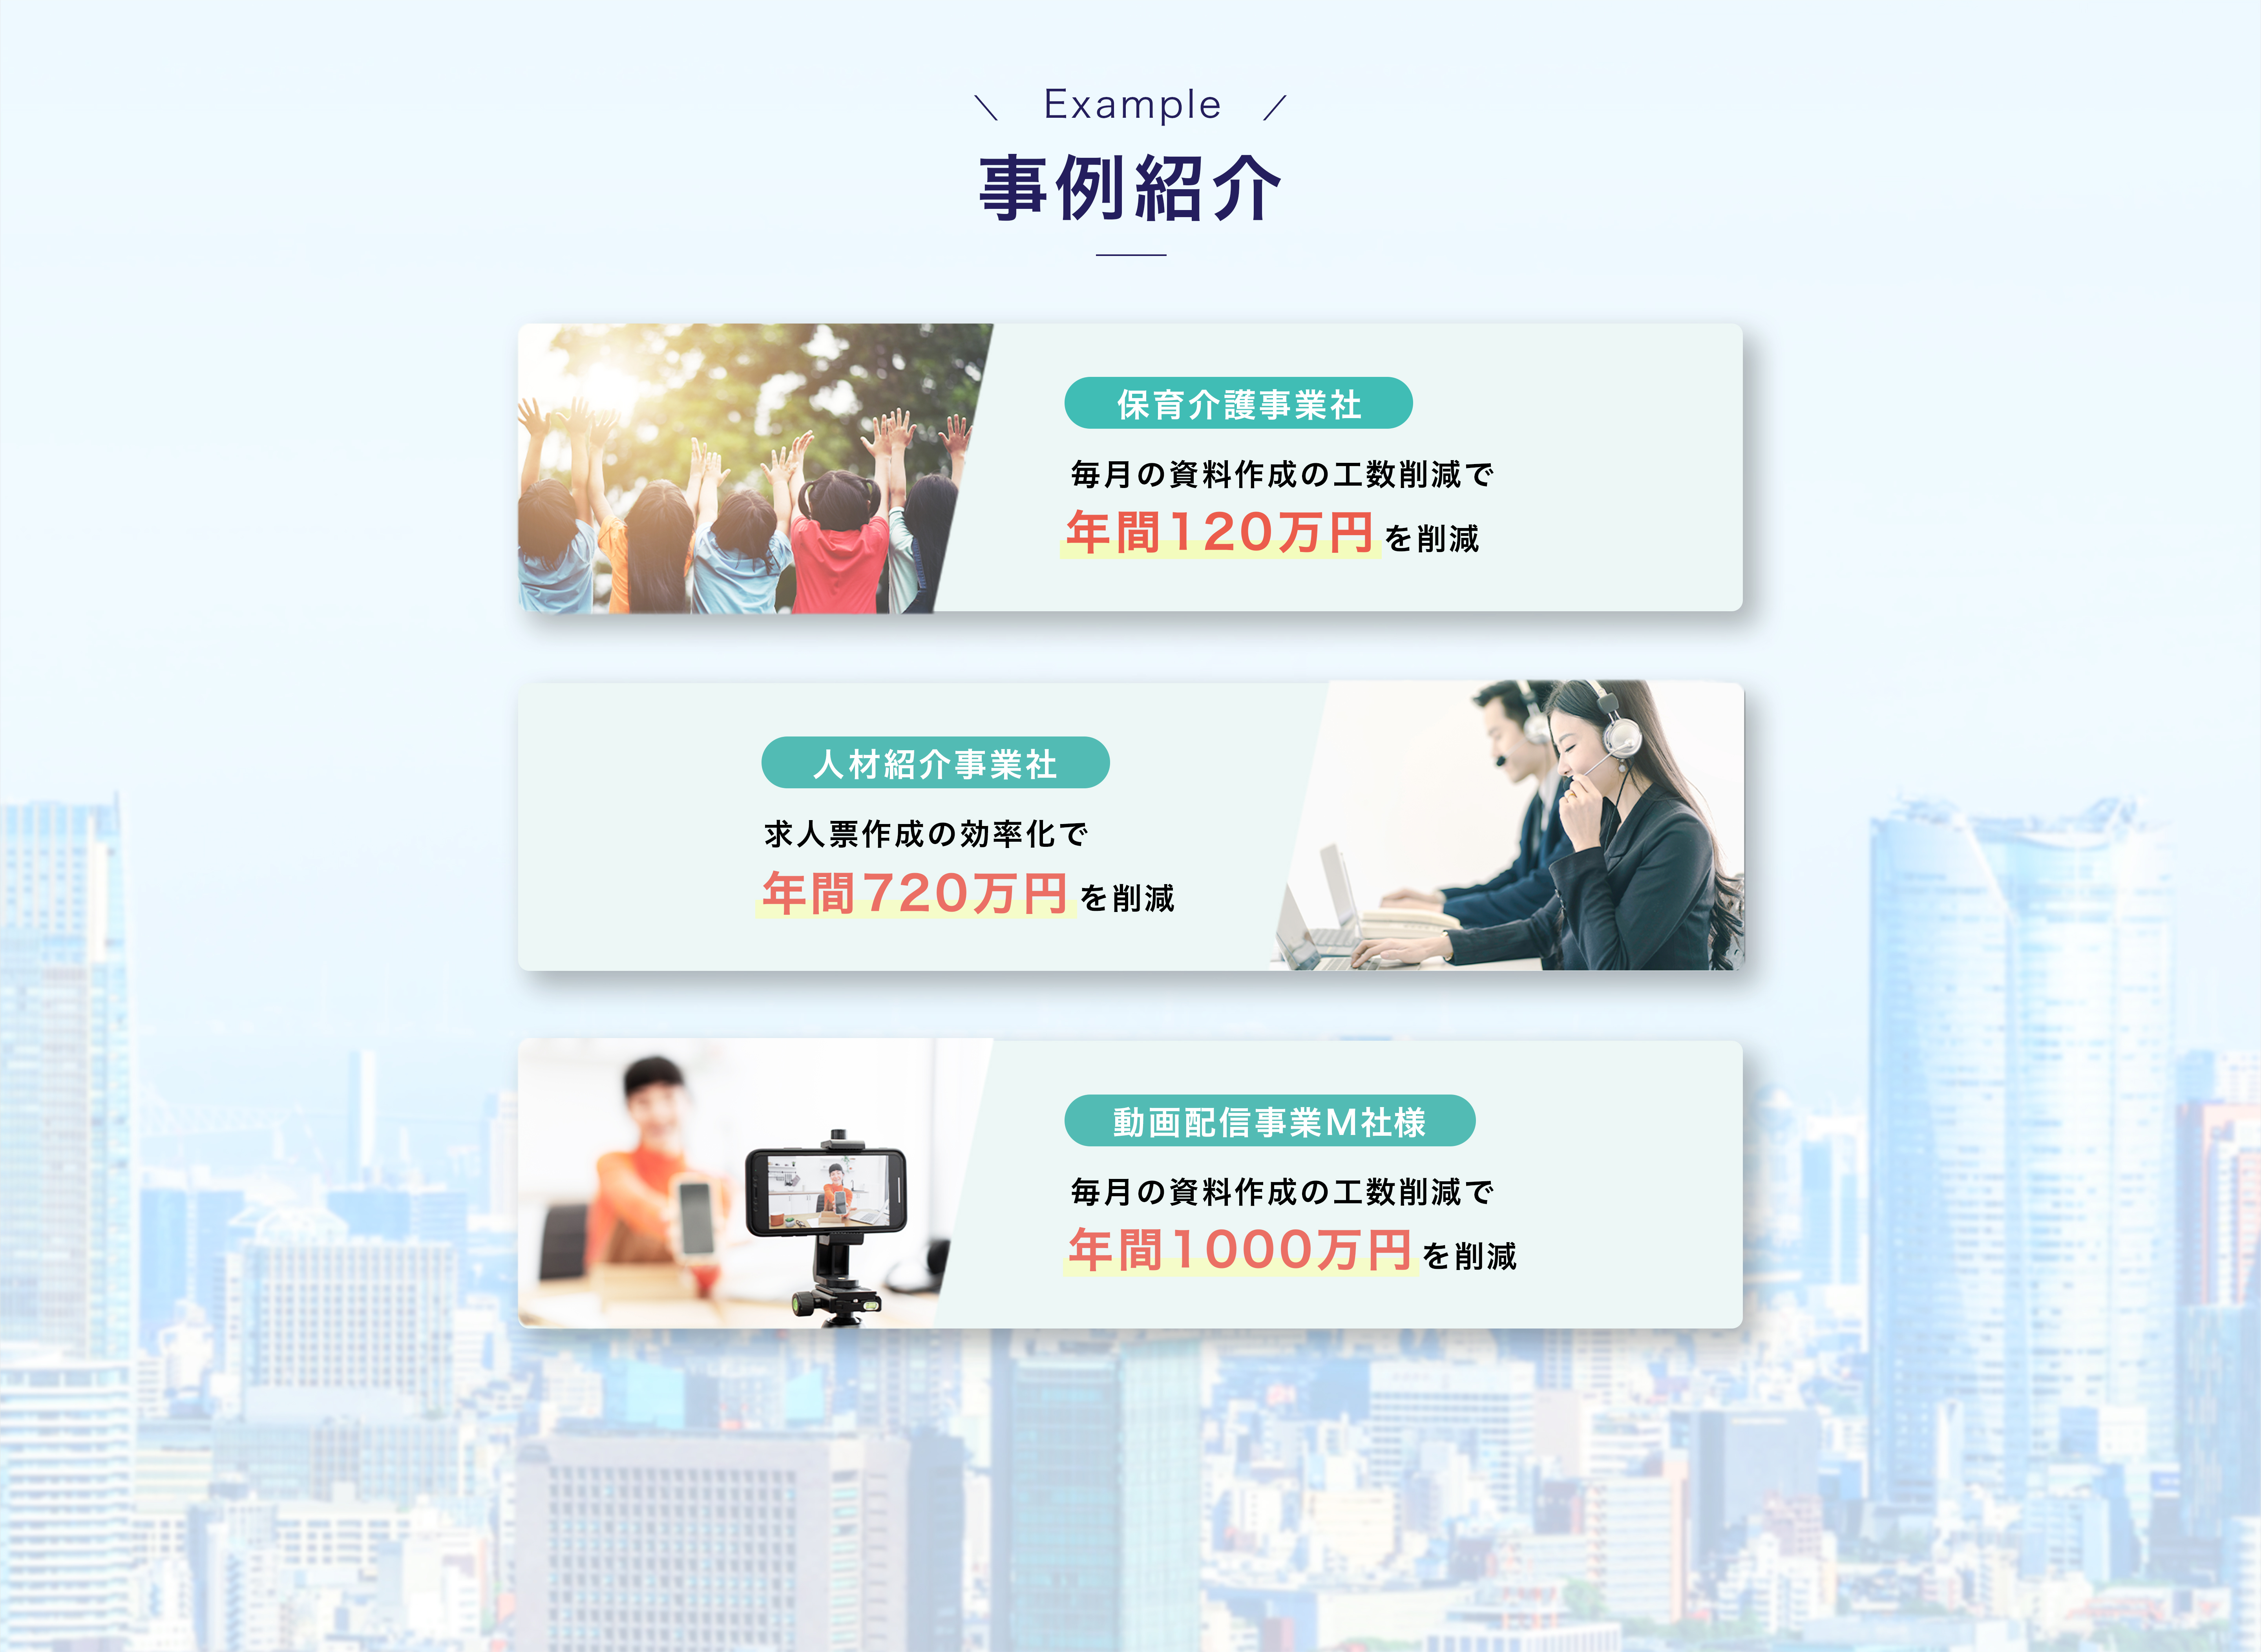 Example
事例紹介
保育介護事業社
毎月の資料作成の工数削減で
年間120万円を削減
人材紹介事業社
求人票作成の効率化で
年間720万円を削減
動画配信事業M社様
毎月の資料作成の工数削減で
年間1000万円を削減